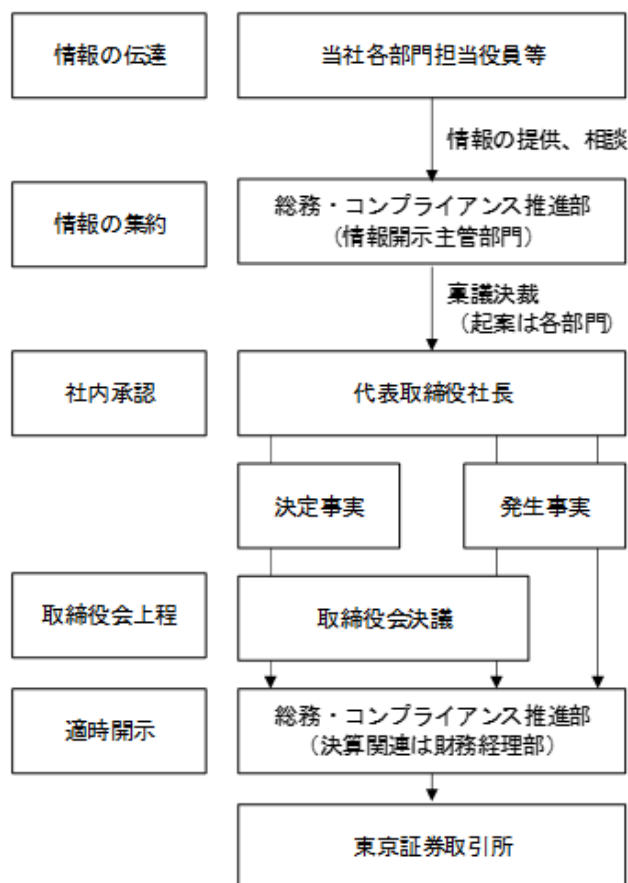 情報の伝達
当社各部門担当役員等
情報の提供、相談
情報の集約
総務・コンプライアンス推進部
（情報開示主管部門）
稟議決裁
（起案は各部門）
社内承認
代表取締役社長
決定事実
発生事実
取締役会上程
取締役会決議
適時開示
総務・コンプライアンス推進部
（決算関連は財務経理部）
東京証券取引所